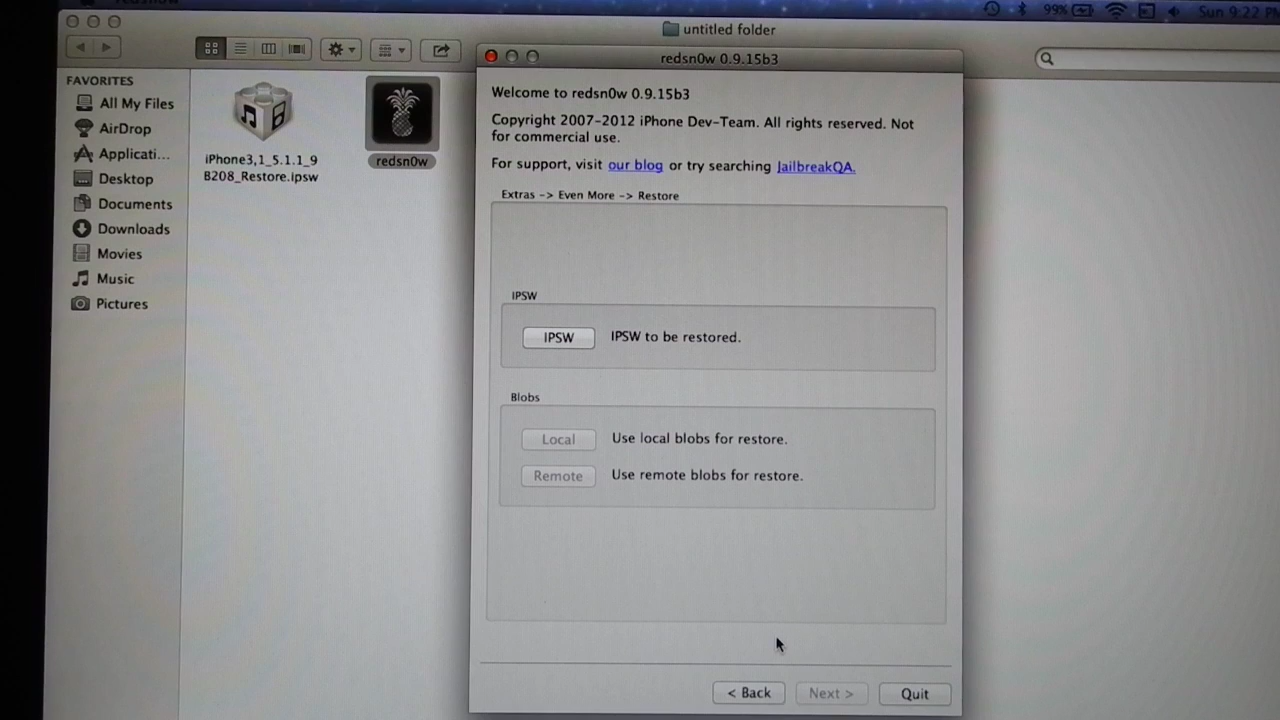 99%
Sun 9:22 PM
untitled folder
FAVORITES
All My Files
AirDrop
Applicati...
Desktop
Documents
Downloads
Movies
Music
Pictures
iPhone3,1_5.1.1_9
B208_Restore.ipsw
redsn0w
redsn0w 0.9.15b3
Welcome to redsn0w 0.9.15b3
Copyright 2007-2012 iPhone Dev-Team. All rights reserved. Not
for commercial use.
For support, visit our blog or try searching JailbreakQA.
Extras -> Even More -> Restore
IPSW
IPSW IPSW to be restored.
Blobs
Local Use local blobs for restore.
Remote Use remote blobs for restore.
< Back Next > Quit